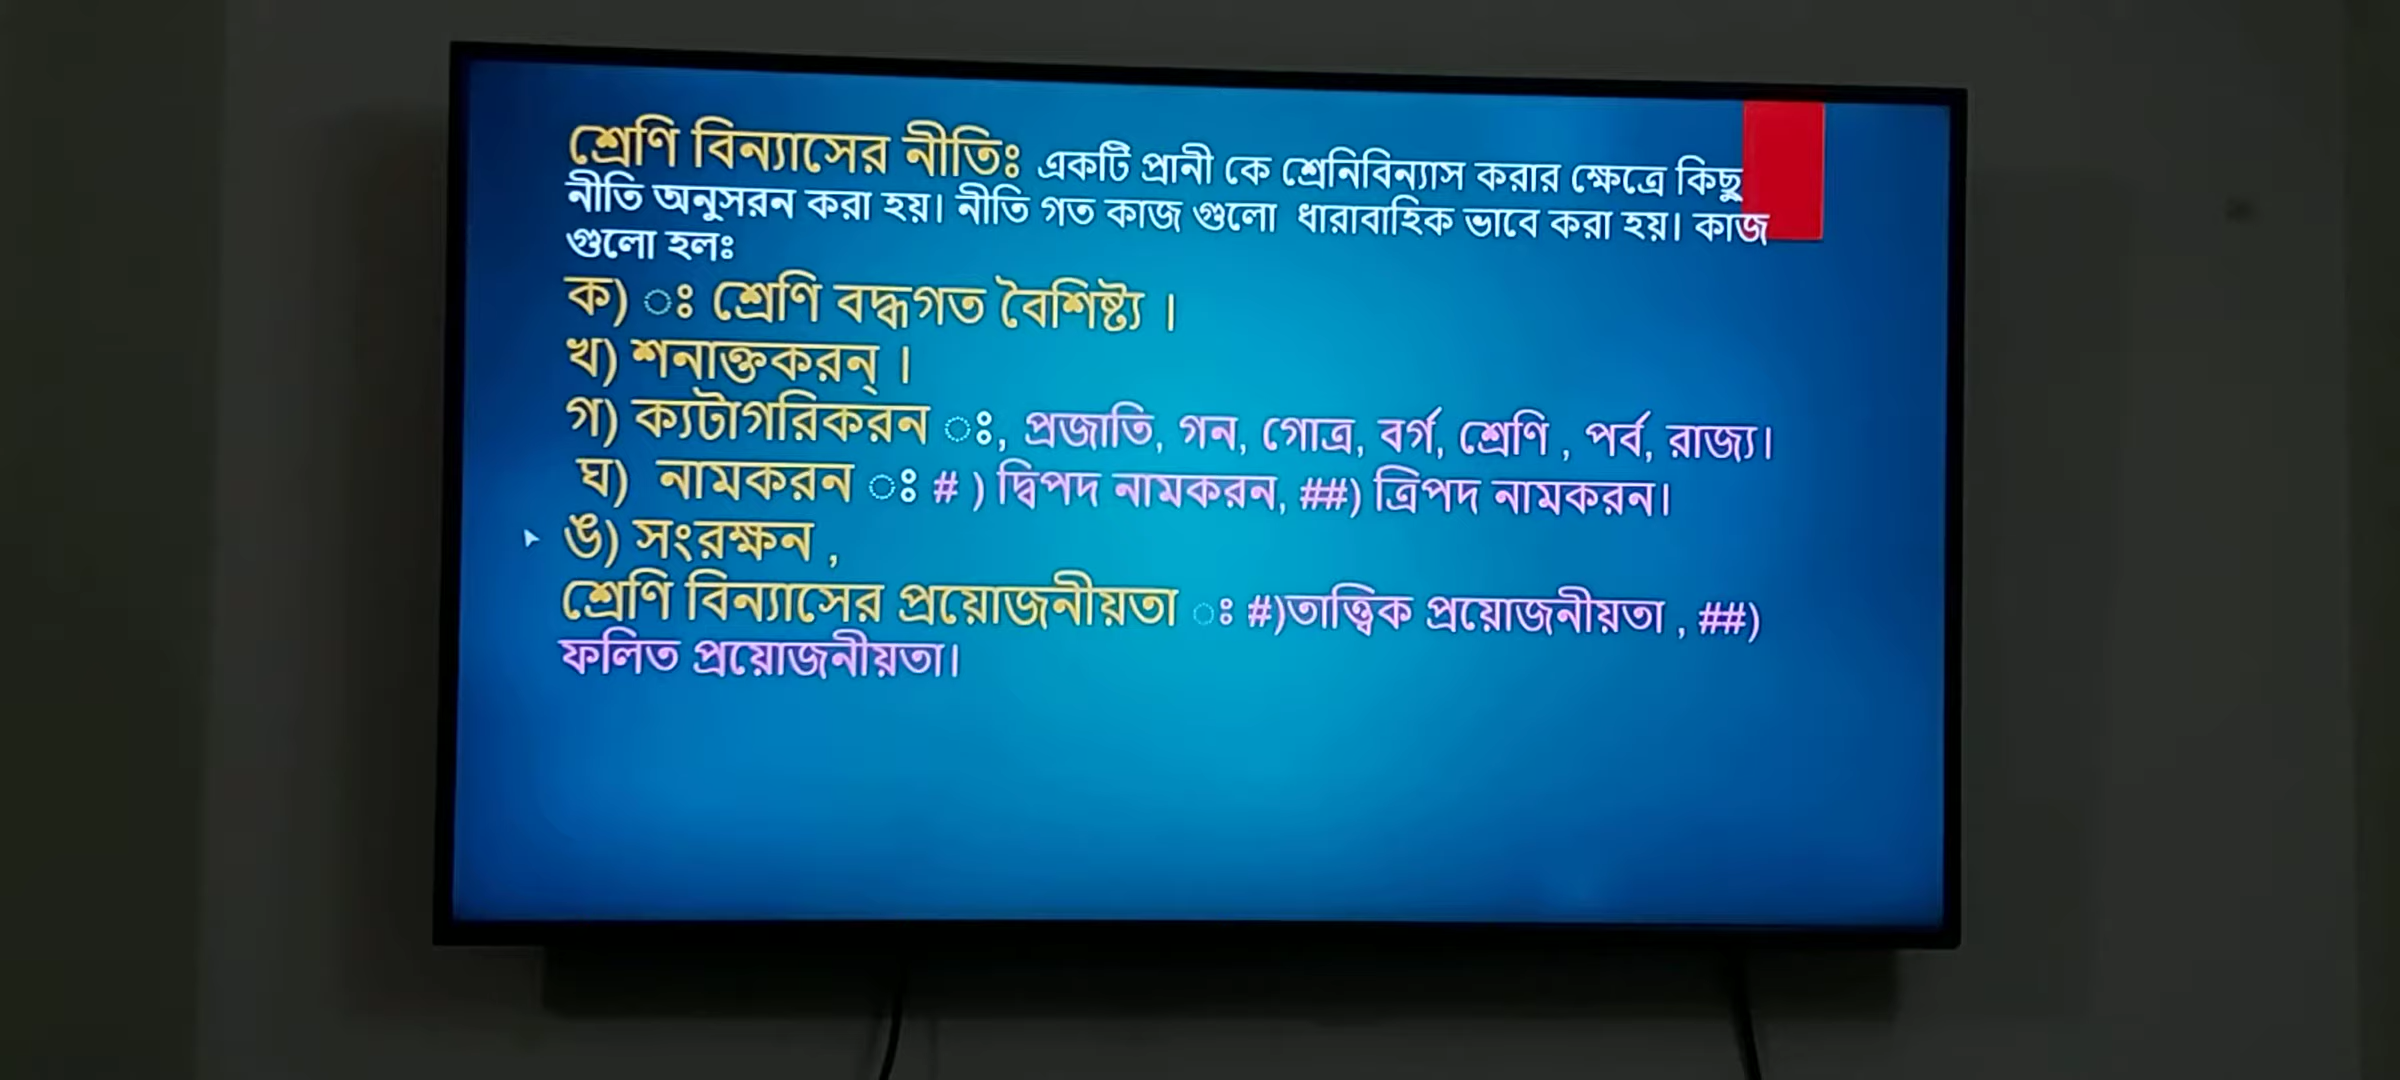 শ্রেণি বিন্যাসের নীতিঃ একটি প্রানী কে শ্রেনিবিন্যাস করার ক্ষেত্রে কিছু
নীতি অনুসরন করা হয়। নীতি গত কাজ গুলো ধারাবাহিক ভাবে করা হয়। কাজ
গুলো হলঃ
ক) ঃ শ্রেণি বদ্ধগত বৈশিষ্ট্য ।
খ) শনাক্তকরন্ ।
গ) ক্যটাগরিকরন ঃ, প্রজাতি, গন, গোত্র, বর্গ, শ্রেণি , পর্ব, রাজ্য।
ঘ) নামকরন ঃ # ) দ্বিপদ নামকরন, ##) ত্রিপদ নামকরন।
ঙ) সংরক্ষন ,
শ্রেণি বিন্যাসের প্রয়োজনীয়তা ঃ #)তাত্ত্বিক প্রয়োজনীয়তা , ##)
ফলিত প্রয়োজনীয়তা।